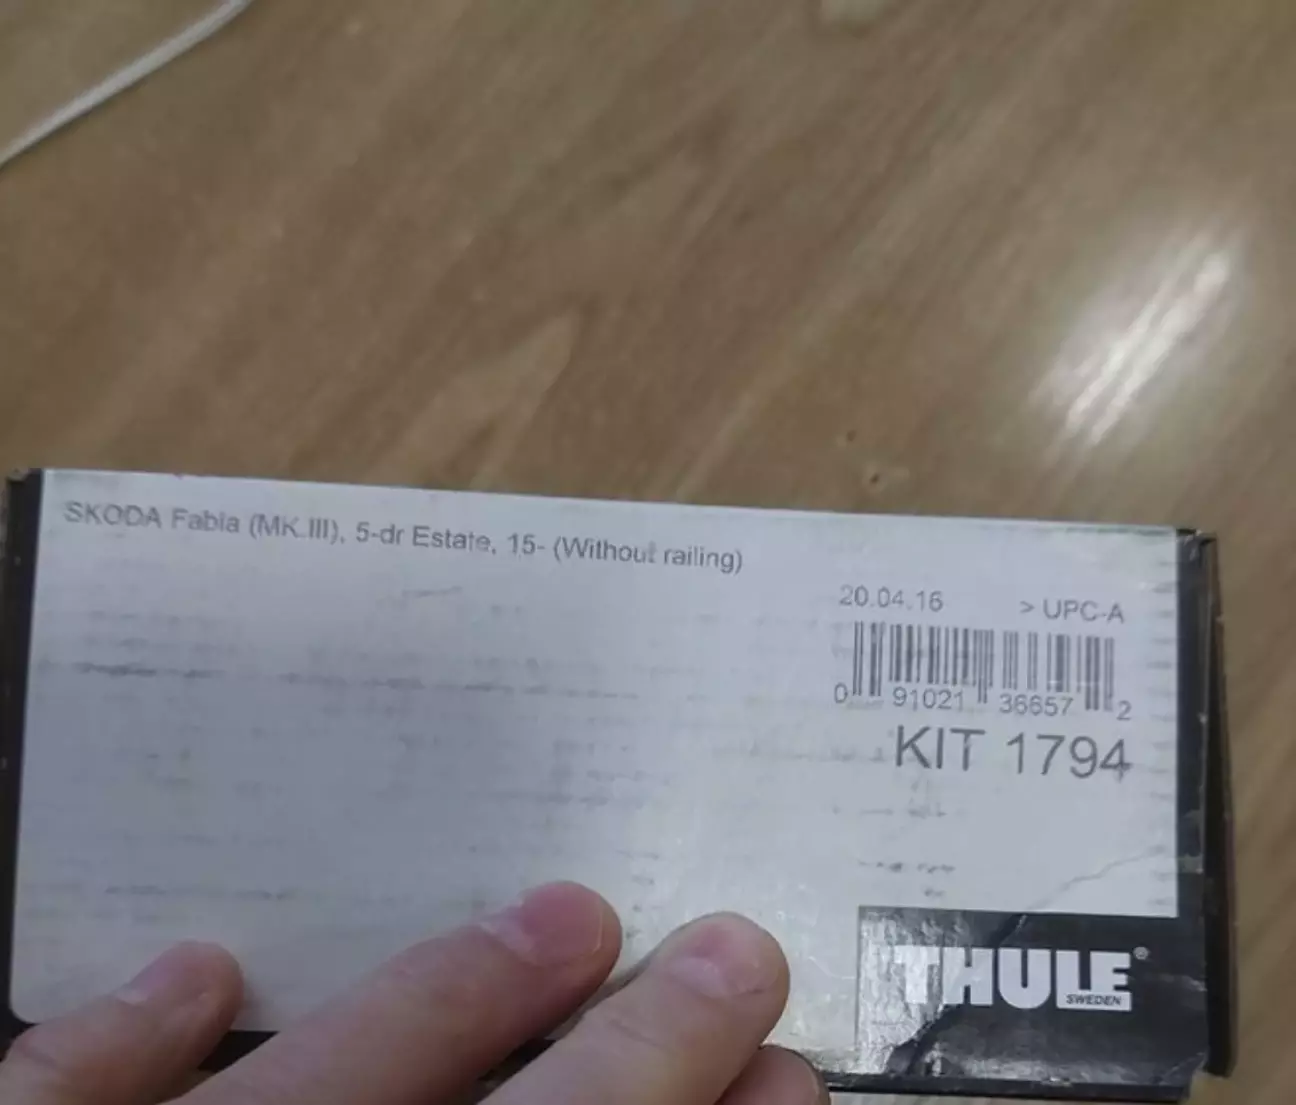 SKODA Fabia (MK.III), 5-dr Estate, 15- (Without railing)
20.04.16 > UPC-A
0 91021 36657 2
KIT 1794
THULE®
SWEDEN